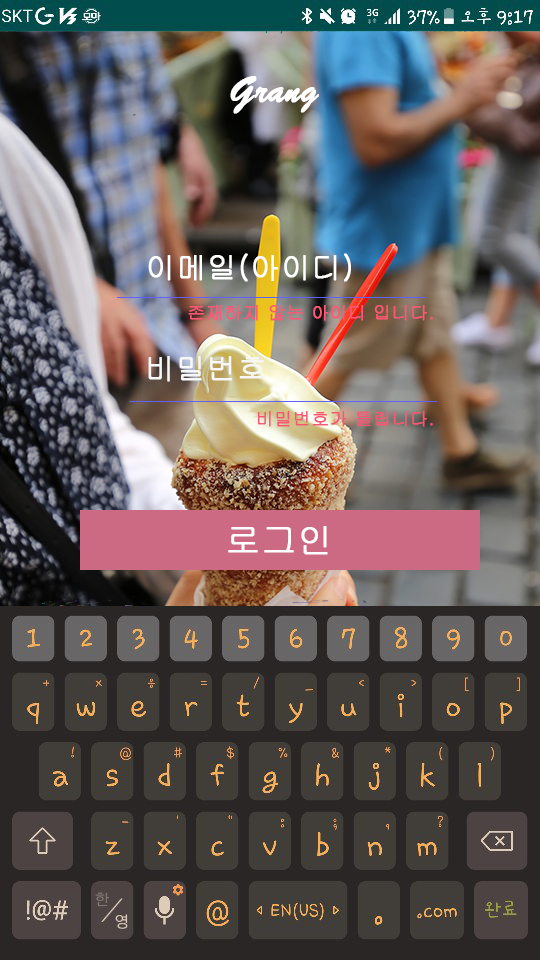 SKT 3G 37% 오후 9:17
Grang
이메일(아이디)
존재하지 않는 아이디 입니다.
비밀번호
비밀번호가 틀립니다.
로그인
1 2 3 4 5 6 7 8 9 0
+ × ÷ = / _ < > [ ]
q w e r t y u i o p
! @ # $ % & * ( )
a s d f g h j k l
- ' " : ; , ?
z x c v b n m
!@# 한/영 @ EN(US) . .com 완료